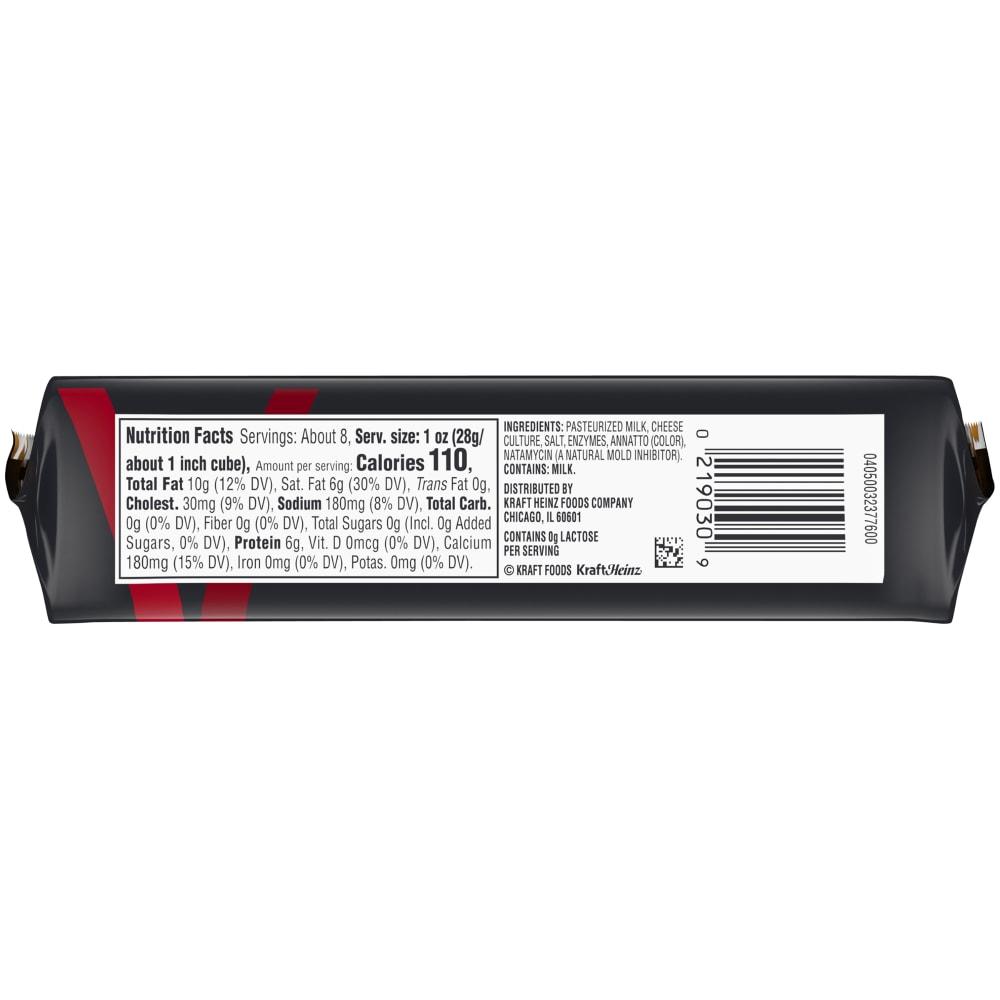 Nutrition Facts Servings: About 8, Serv. size: 1 oz (28g/
about 1 inch cube), Amount per serving: Calories 110,
Total Fat 10g (12% DV), Sat. Fat 6g (30% DV), Trans Fat 0g,
Cholest. 30mg (9% DV), Sodium 180mg (8% DV), Total Carb.
0g (0% DV), Fiber 0g (0% DV), Total Sugars 0g (Incl. 0g Added
Sugars, 0% DV), Protein 6g, Vit. D 0mcg (0% DV), Calcium
180mg (15% DV), Iron 0mg (0% DV), Potas. 0mg (0% DV).
INGREDIENTS: PASTEURIZED MILK, CHEESE
CULTURE, SALT, ENZYMES, ANNATTO (COLOR),
NATAMYCIN (A NATURAL MOLD INHIBITOR).
CONTAINS: MILK.
DISTRIBUTED BY
KRAFT HEINZ FOODS COMPANY
CHICAGO, IL 60601
CONTAINS 0g LACTOSE
PER SERVING
© KRAFT FOODS KraftHeinz
0 219030 9
04050032377600